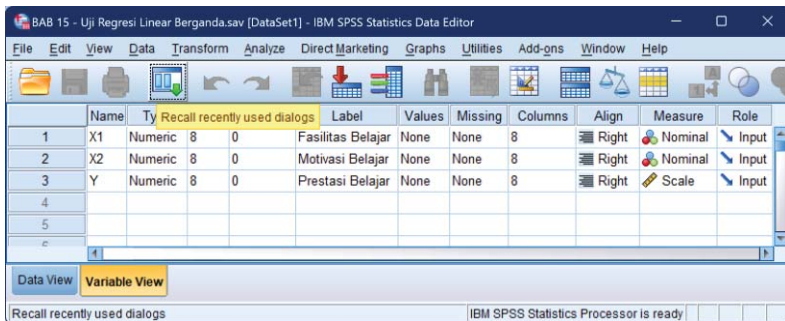 BAB 15 - Uji Regresi Linear Berganda.sav [DataSet1] - IBM SPSS Statistics Data Editor
File Edit View Data Transform Analyze Direct Marketing Graphs Utilities Add-ons Window Help
Name Ty Label Values Missing Columns Align Measure Role
Recall recently used dialogs
1 X1 Numeric 8 0 Fasilitas Belajar None None 8 Right Nominal Input
2 X2 Numeric 8 0 Motivasi Belajar None None 8 Right Nominal Input
3 Y Numeric 8 0 Prestasi Belajar None None 8 Right Scale Input
4
5
Data View Variable View
Recall recently used dialogs IBM SPSS Statistics Processor is ready